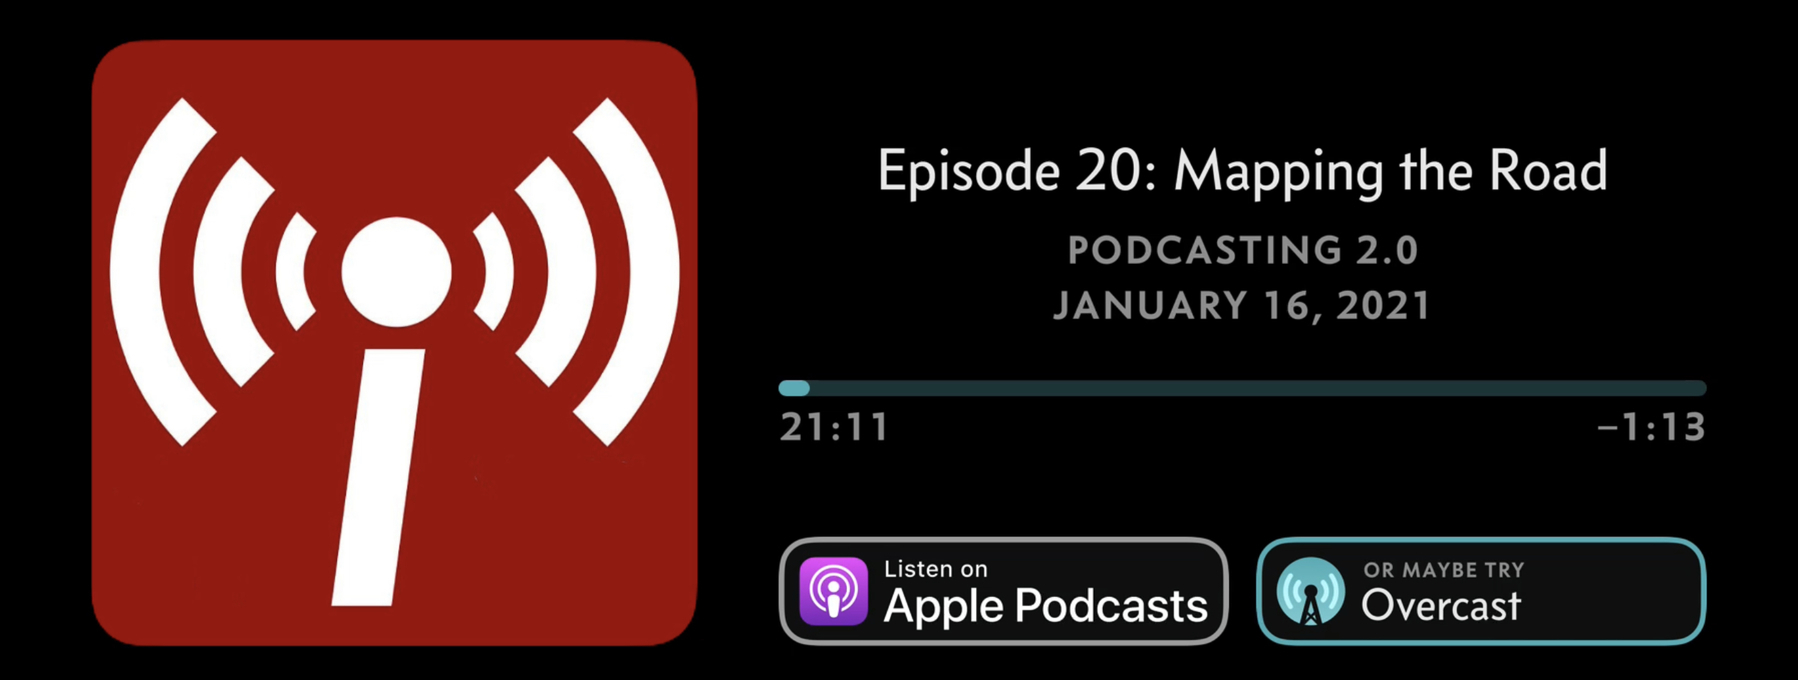 Episode 20: Mapping the Road
PODCASTING 2.0
JANUARY 16, 2021
21:11
–1:13
Listen on
Apple Podcasts
OR MAYBE TRY
Overcast